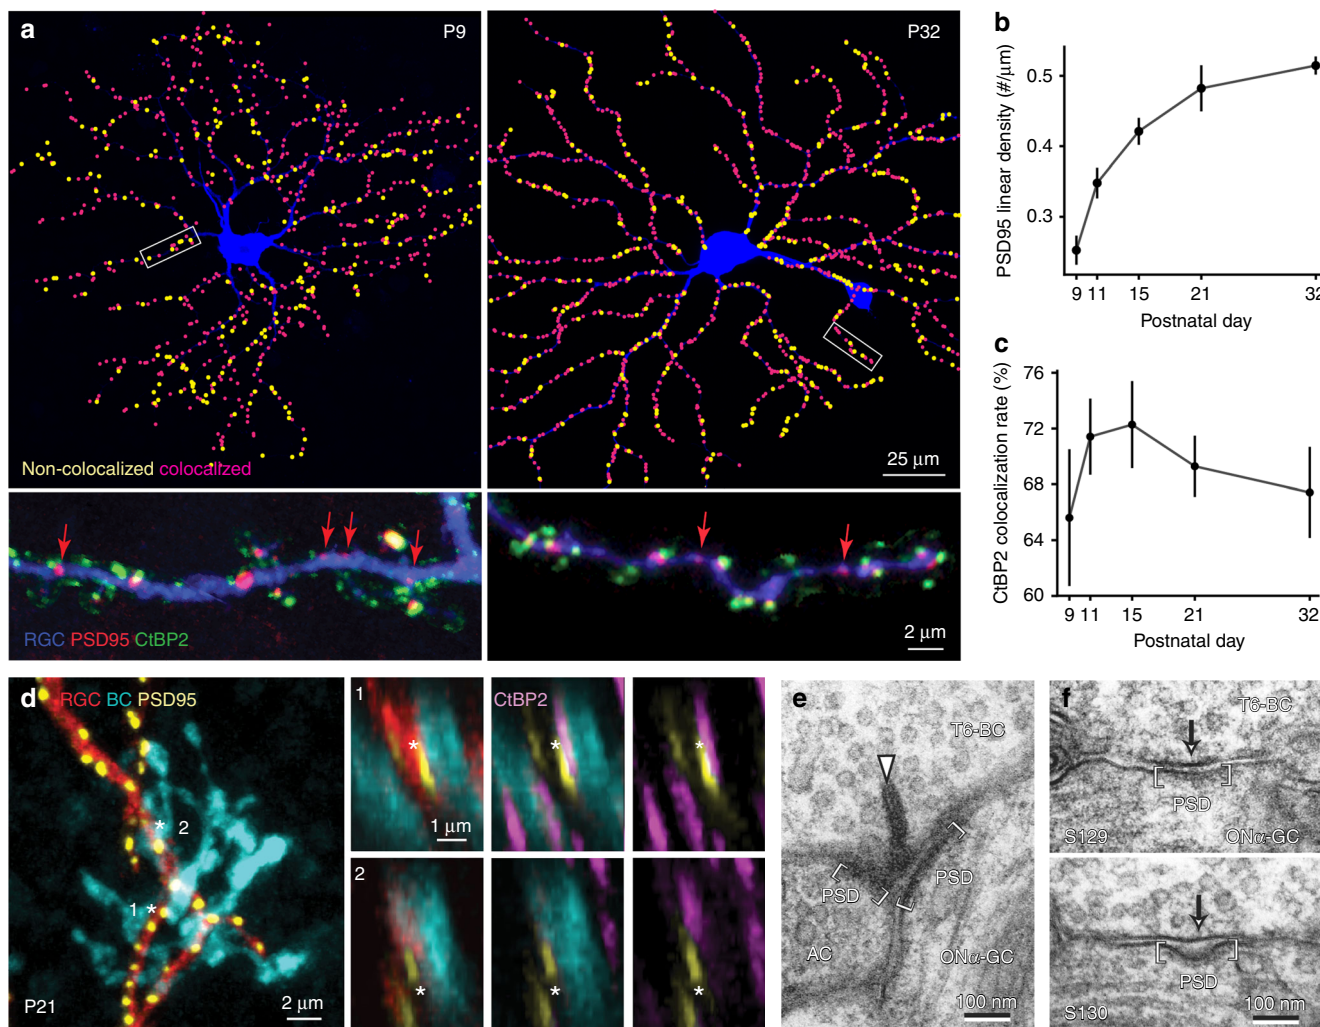 a
P9
P32
Non-colocalized colocalized
25 µm
RGC PSD95 CtBP2
2 µm
b
PSD95 linear density (#/µm)
0.5
0.4
0.3
9 11 15 21 32
Postnatal day
c
CtBP2 colocalization rate (%)
76
72
68
64
60
9 11 15 21 32
Postnatal day
d
RGC BC PSD95
2
1
P21
2 µm
1
CtBP2
1 µm
2
e
T6-BC
PSD
PSD
AC
ONα-GC
100 nm
f
T6-BC
PSD
S129
ONα-GC
PSD
S130
100 nm